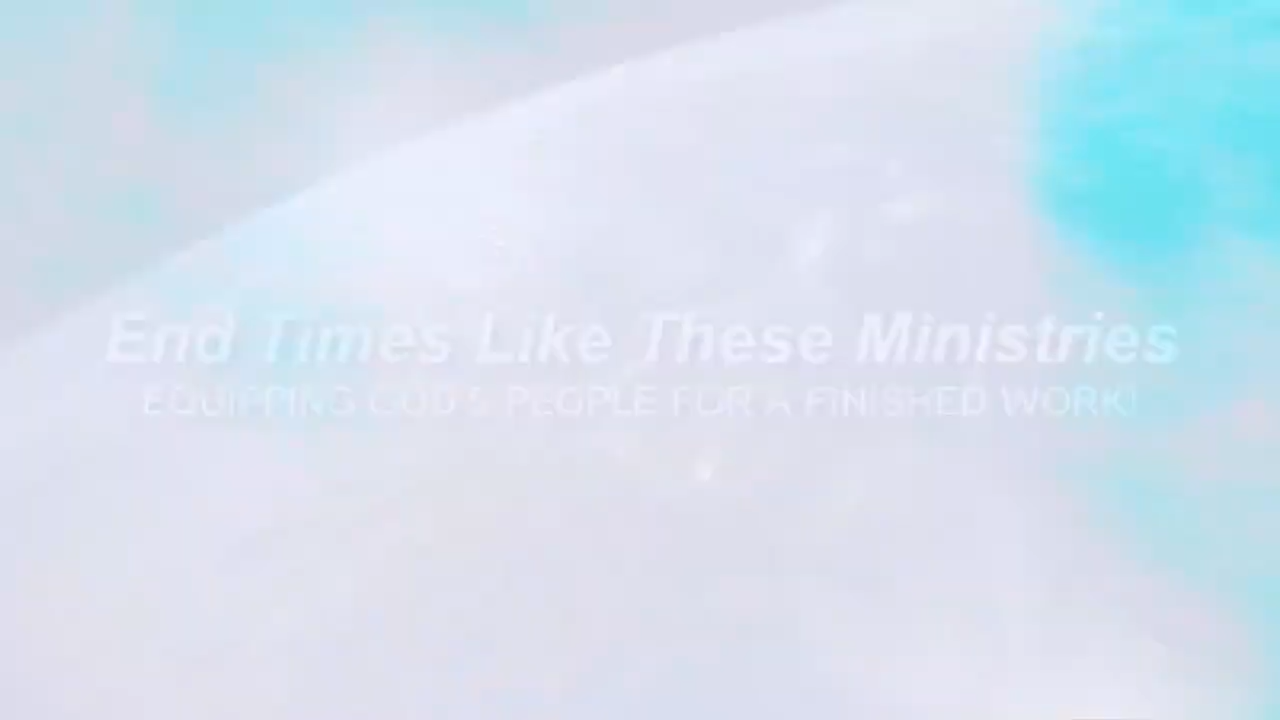 End Times Like These Ministries
EQUIPPING GOD'S PEOPLE FOR A FINISHED WORK!